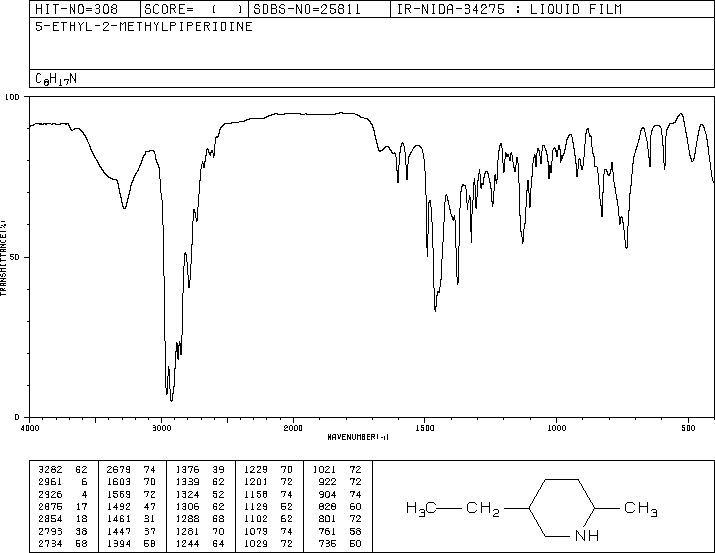 HIT-NO=308 SCORE= ( ) SDBS-NO=25811 IR-NIDA-34275 : LIQUID FILM
5-ETHYL-2-METHYLPIPERIDINE
C8H17N
100
TRANSMITTANCE(%)
50
0
4000 3000 2000 1500 1000 500
WAVENUMBER(-1)
3282 62 2679 74 1376 39 1229 70 1021 72
2961 6 1603 70 1339 62 1201 72 922 72
2926 4 1569 72 1324 52 1158 74 904 74
2875 17 1492 47 1306 62 1129 52 828 60
2854 18 1461 31 1288 68 1102 62 801 72
2793 38 1447 37 1281 70 1079 74 761 58
2734 58 1394 58 1244 64 1029 72 735 50
H3C CH2 CH3
NH